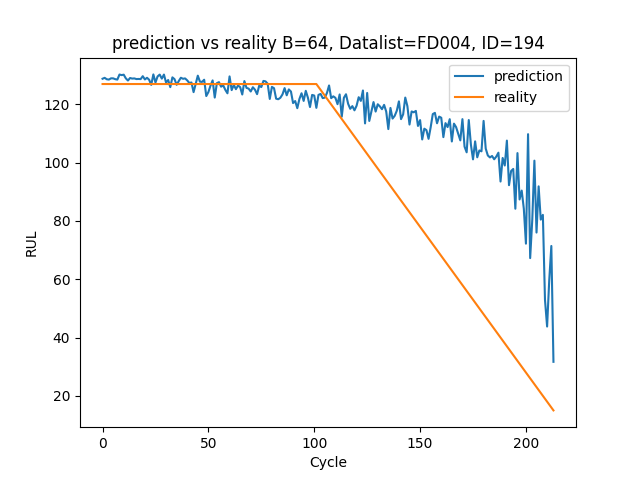 prediction vs reality B=64, Datalist=FD004, ID=194
prediction
reality
120
100
80
60
40
20
RUL
0
50
100
150
200
Cycle